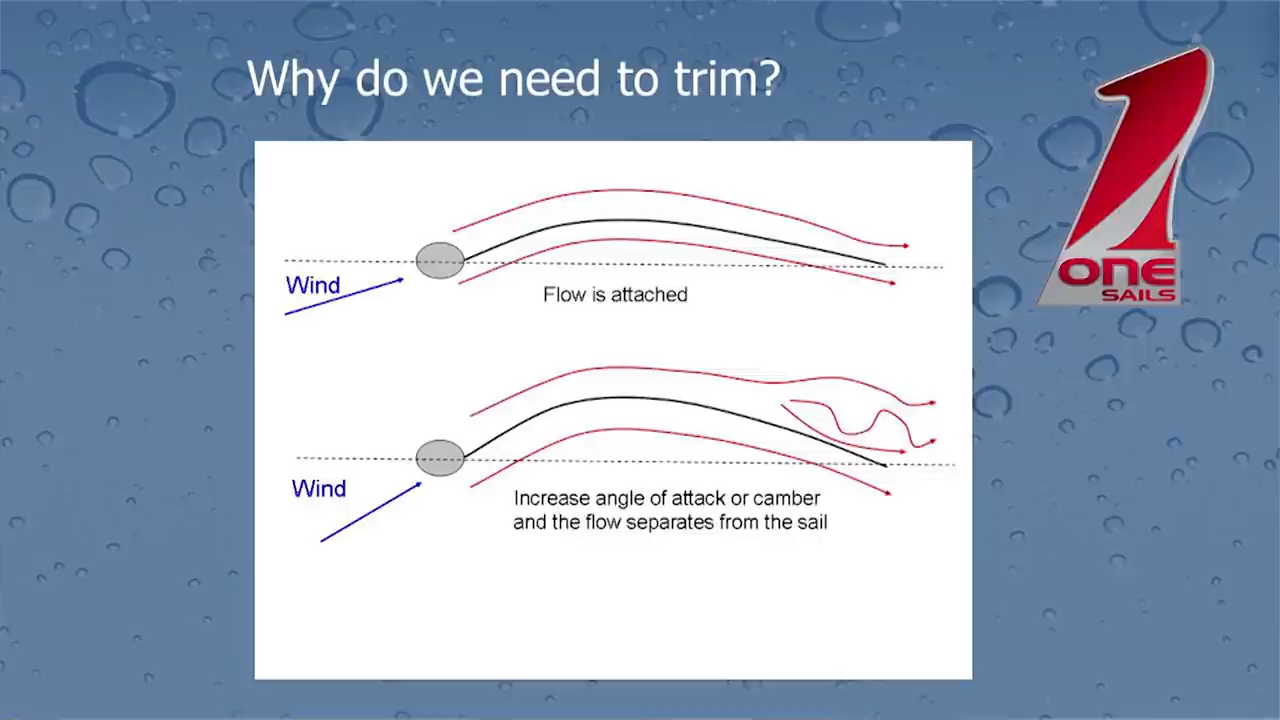 Why do we need to trim?
Wind
Flow is attached
Wind
Increase angle of attack or camber
and the flow separates from the sail
1
ONE
SAILS